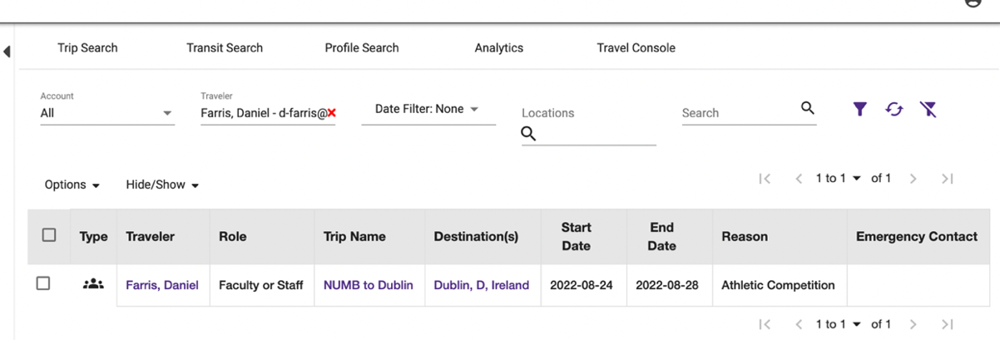 Trip Search Transit Search Profile Search Analytics Travel Console
Account
All
Traveler
Farris, Daniel - d-farris@
Date Filter: None
Locations
Search
Options Hide/Show
1 to 1 of 1
Type Traveler Role Trip Name Destination(s) Start Date End Date Reason Emergency Contact
Farris, Daniel Faculty or Staff NUMB to Dublin Dublin, D, Ireland 2022-08-24 2022-08-28 Athletic Competition
1 to 1 of 1